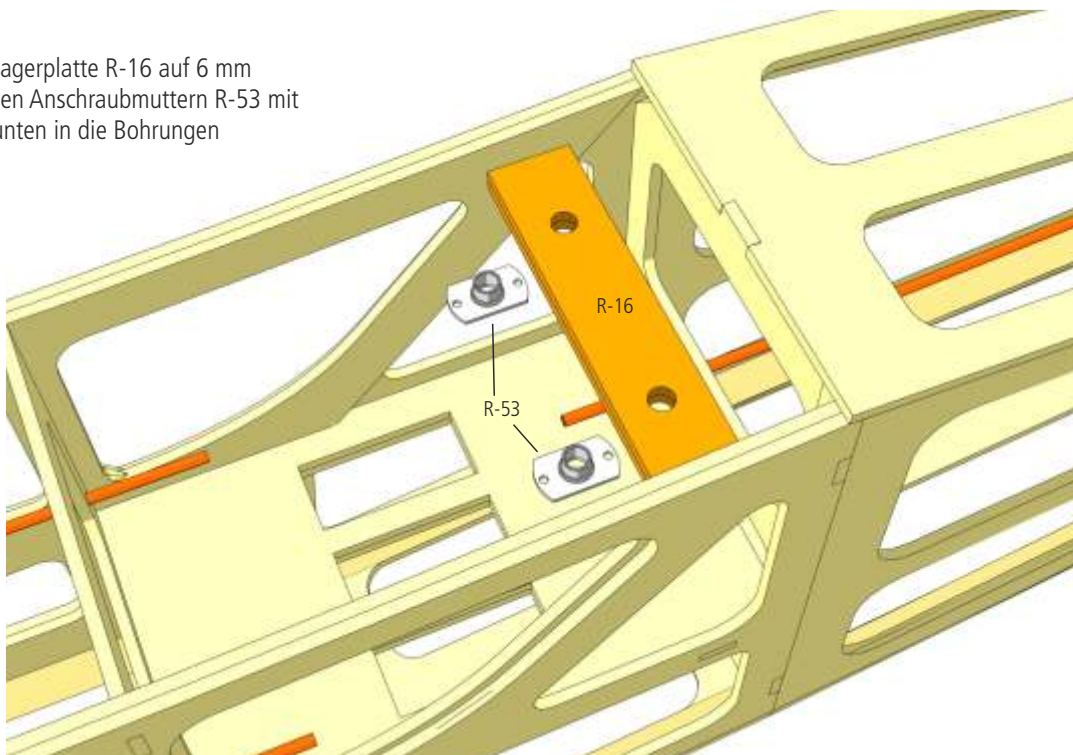 agerplatte R-16 auf 6 mm
en Anschraubmuttern R-53 mit
unten in die Bohrungen
R-16
R-53